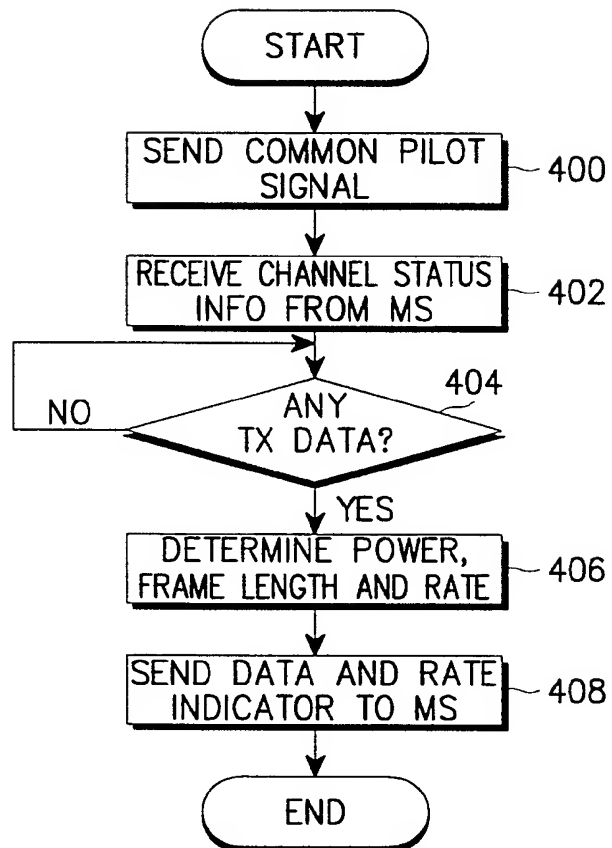 START
SEND COMMON PILOT
SIGNAL
400
RECEIVE CHANNEL STATUS
INFO FROM MS
402
404
NO
ANY
TX DATA?
YES
DETERMINE POWER,
FRAME LENGTH AND RATE
406
SEND DATA AND RATE
INDICATOR TO MS
408
END